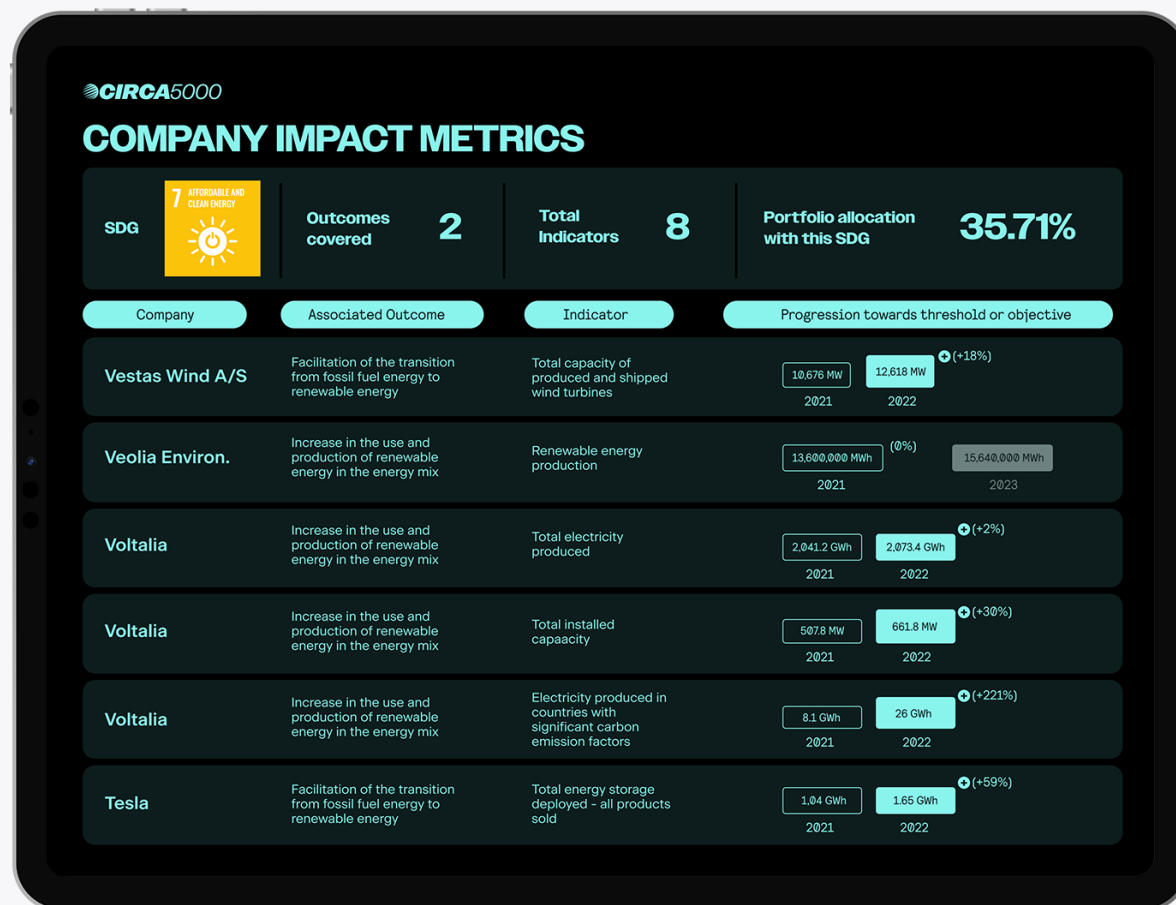 CIRCA5000
COMPANY IMPACT METRICS
SDG
7 AFFORDABLE AND
CLEAN ENERGY
Outcomes
covered
2
Total
Indicators
8
Portfolio allocation
with this SDG
35.71%
Company
Associated Outcome
Indicator
Progression towards threshold or objective
Vestas Wind A/S
Facilitation of the transition
from fossil fuel energy to
renewable energy
Total capacity of
produced and shipped
wind turbines
10,676 MW
2021
12,618 MW
2022
(+18%)
Veolia Environ.
Increase in the use and
production of renewable
energy in the energy mix
Renewable energy
production
13,600,000 MWh
2021
(0%)
15,640,000 MWh
2023
Voltalia
Increase in the use and
production of renewable
energy in the energy mix
Total electricity
produced
2,041.2 GWh
2021
2,073.4 GWh
2022
(+2%)
Voltalia
Increase in the use and
production of renewable
energy in the energy mix
Total installed
capaacity
507.8 MW
2021
661.8 MW
2022
(+30%)
Voltalia
Increase in the use and
production of renewable
energy in the energy mix
Electricity produced in
countries with
significant carbon
emission factors
8.1 GWh
2021
26 GWh
2022
(+221%)
Tesla
Facilitation of the transition
from fossil fuel energy to
renewable energy
Total energy storage
deployed - all products
sold
1,04 GWh
2021
1.65 GWh
2022
(+59%)